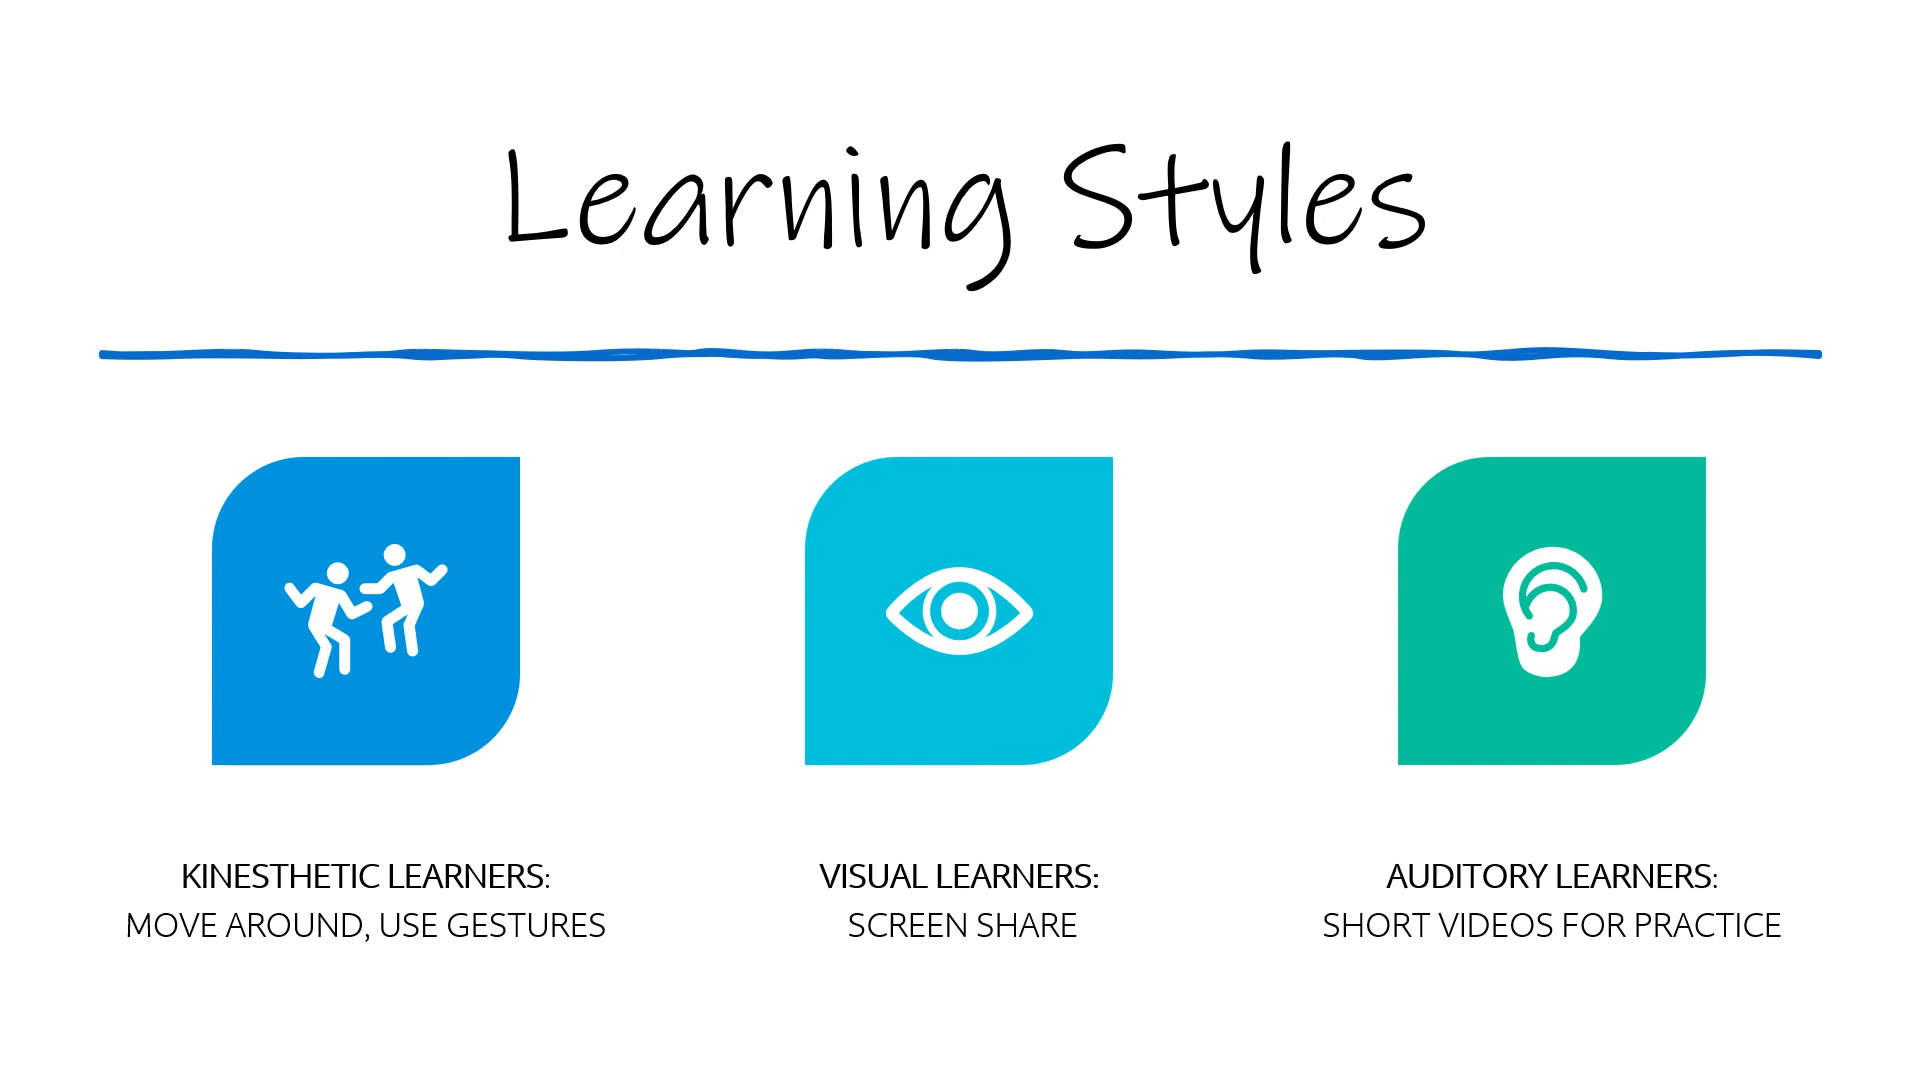 Learning Styles
KINESTHETIC LEARNERS:
MOVE AROUND, USE GESTURES
VISUAL LEARNERS:
SCREEN SHARE
AUDITORY LEARNERS:
SHORT VIDEOS FOR PRACTICE